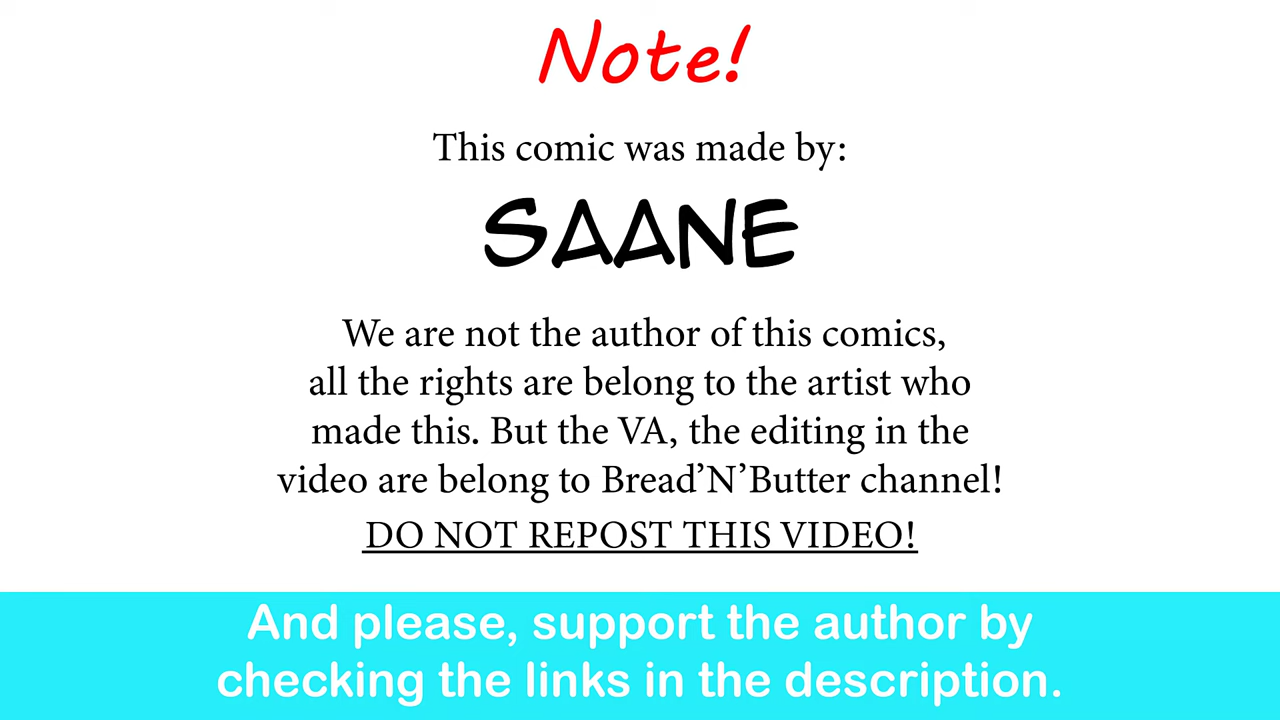 Note!
This comic was made by:
SAANE
We are not the author of this comics,
all the rights are belong to the artist who
made this. But the VA, the editing in the
video are belong to Bread’N’Butter channel!
DO NOT REPOST THIS VIDEO!
And please, support the author by
checking the links in the description.